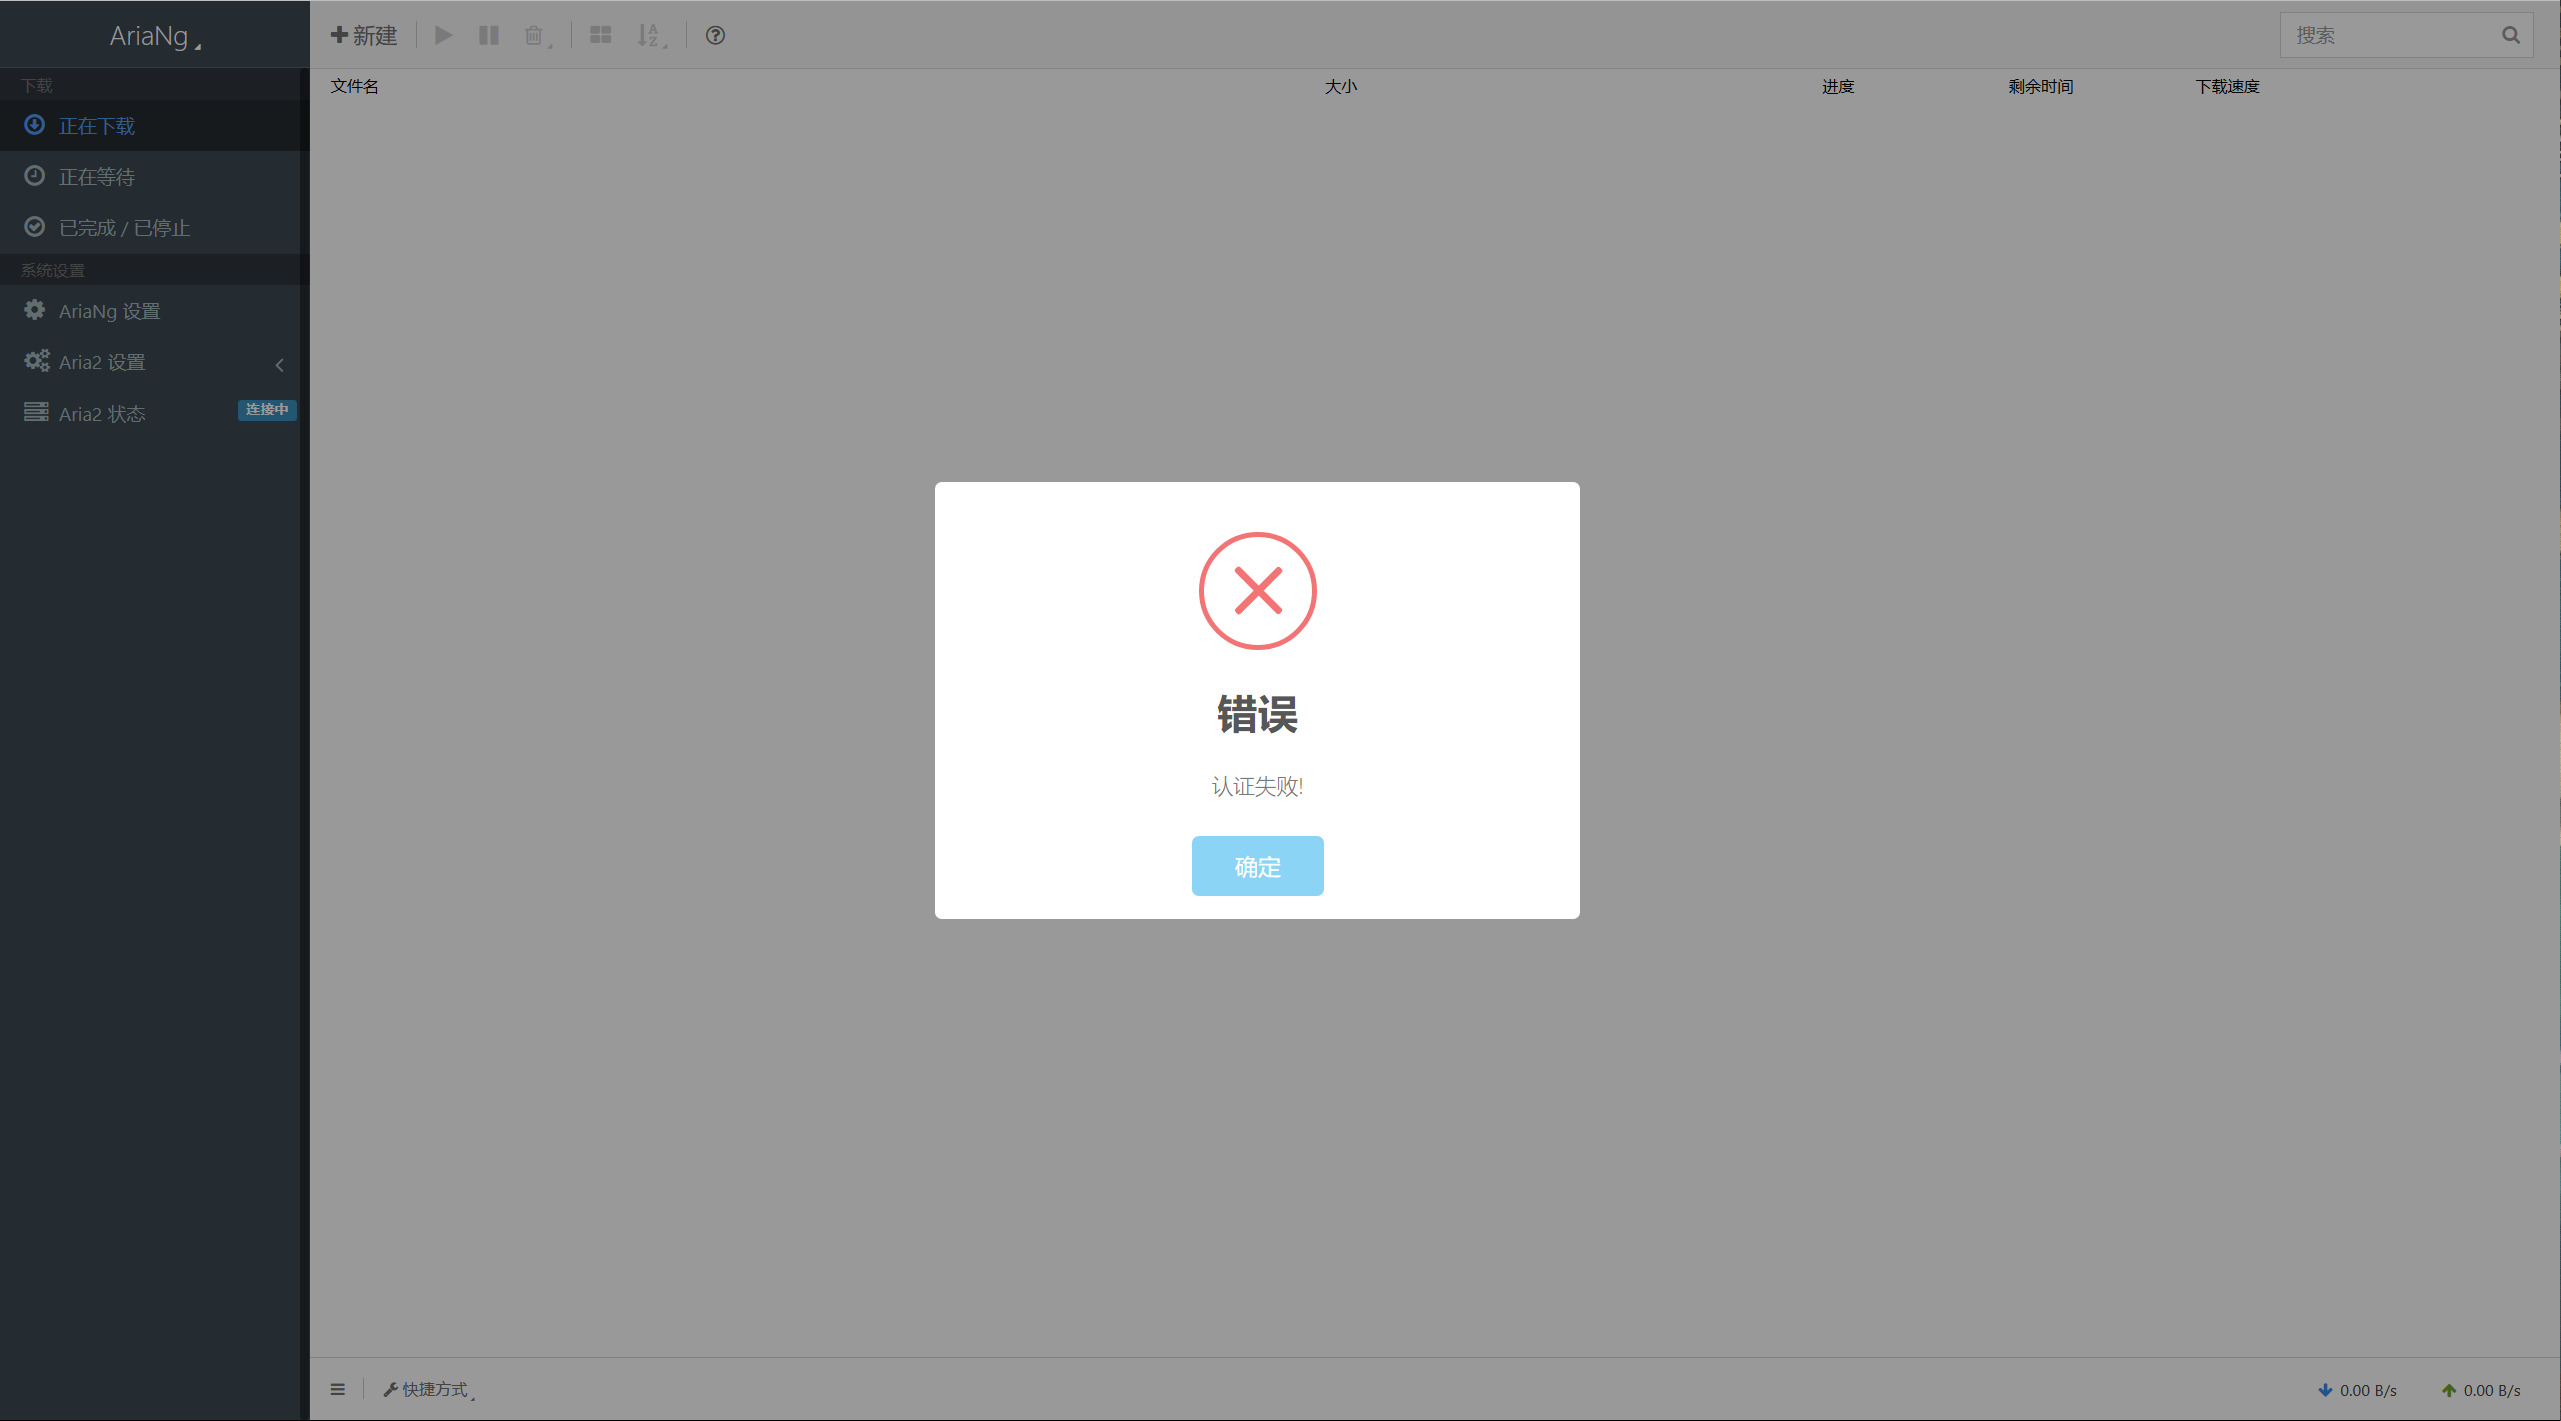 AriaNg
下载
正在下载
正在等待
已完成 / 已停止
系统设置
AriaNg 设置
Aria2 设置
Aria2 状态 连接中
新建
搜索
文件名 大小 进度 剩余时间 下载速度
错误
认证失败!
确定
快捷方式 0.00 B/s 0.00 B/s